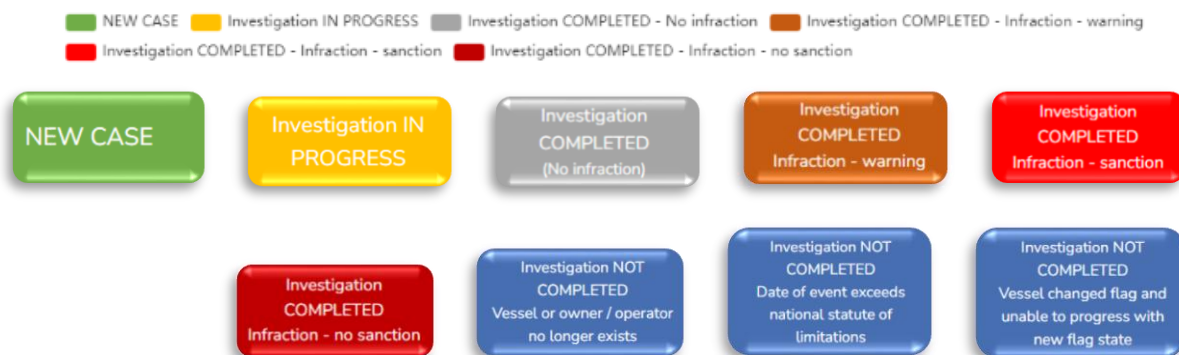 NEW CASE Investigation IN PROGRESS Investigation COMPLETED - No infraction Investigation COMPLETED - Infraction - warning
Investigation COMPLETED - Infraction - sanction Investigation COMPLETED - Infraction - no sanction
NEW CASE
Investigation IN
PROGRESS
Investigation
COMPLETED
(No infraction)
Investigation
COMPLETED
Infraction - warning
Investigation
COMPLETED
Infraction - sanction
Investigation
COMPLETED
Infraction - no sanction
Investigation NOT
COMPLETED
Vessel or owner / operator
no longer exists
Investigation NOT
COMPLETED
Date of event exceeds
national statute of
limitations
Investigation NOT
COMPLETED
Vessel changed flag and
unable to progress with
new flag state